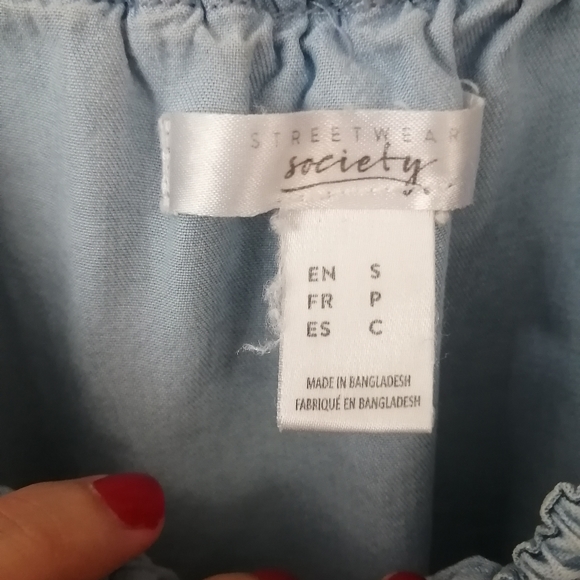 STREETWEAR
society
EN S
FR P
ES C
MADE IN BANGLADESH
FABRIQUÉ EN BANGLADESH